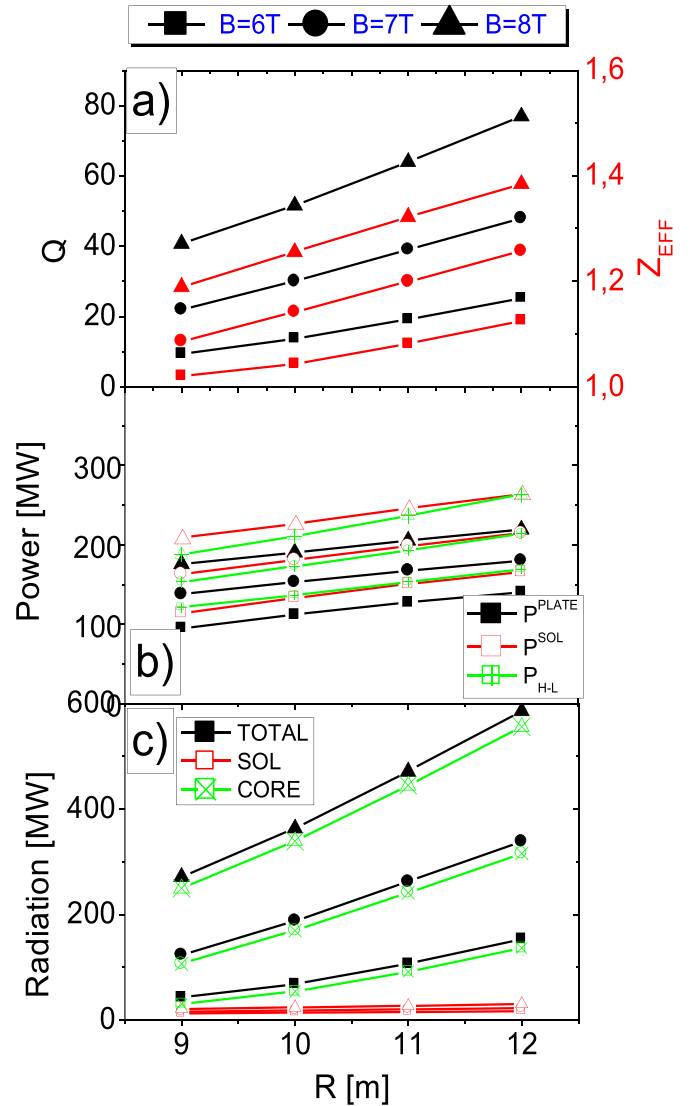 B=6T B=7T B=8T
a)
80
60
40
20
0
Q
1,6
1,4
1,2
1,0
Z_EFF
300
200
100
0
Power [MW]
b)
P^PLATE
P^SOL
P_H-L
600
400
200
0
Radiation [MW]
c)
TOTAL
SOL
CORE
9 10 11 12
R [m]